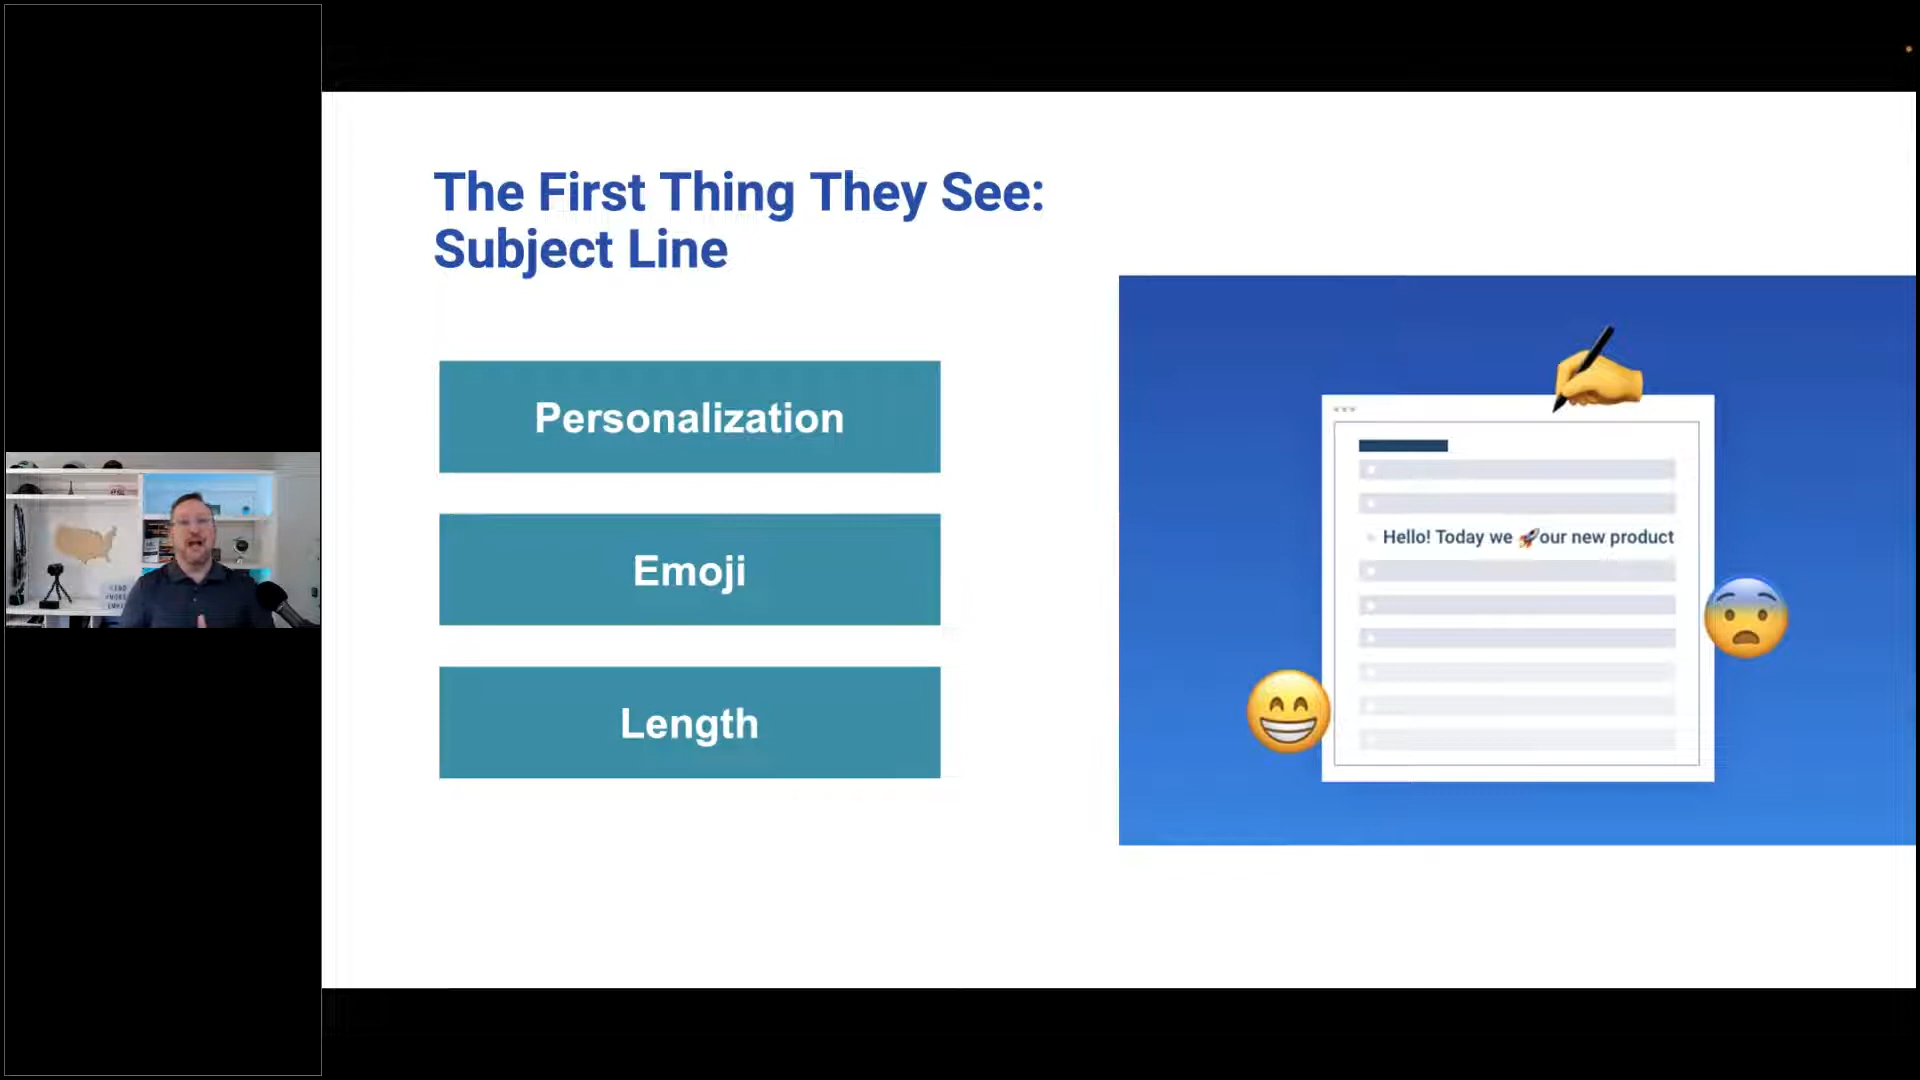 The First Thing They See:
Subject Line
Personalization
Emoji
Length
Hello! Today we 🚀our new product